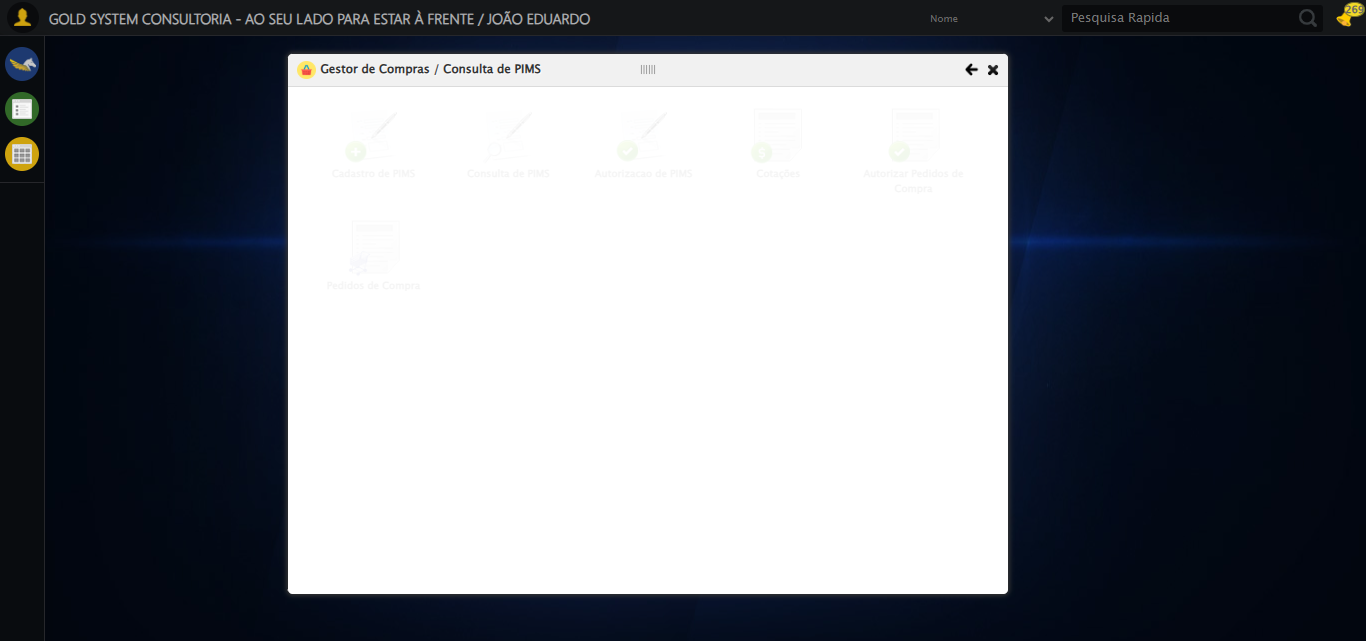 GOLD SYSTEM CONSULTORIA - AO SEU LADO PARA ESTAR À FRENTE / JOÃO EDUARDO
Nome
Pesquisa Rapida
269
Gestor de Compras / Consulta de PIMS
Cadastro de PIMS
Consulta de PIMS
Autorizacao de PIMS
Cotações
Autorizar Pedidos de
Compra
Pedidos de Compra